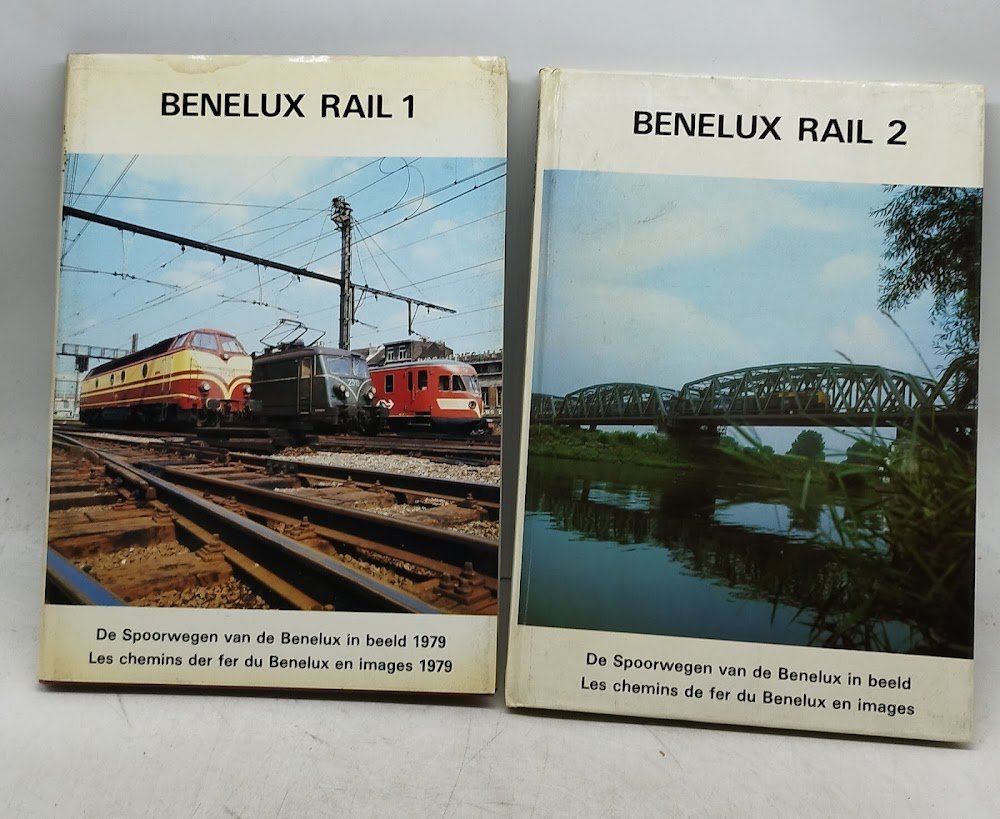 BENELUX RAIL 1
De Spoorwegen van de Benelux in beeld 1979
Les chemins der fer du Benelux en images 1979
BENELUX RAIL 2
De Spoorwegen van de Benelux in beeld
Les chemins de fer du Benelux en images